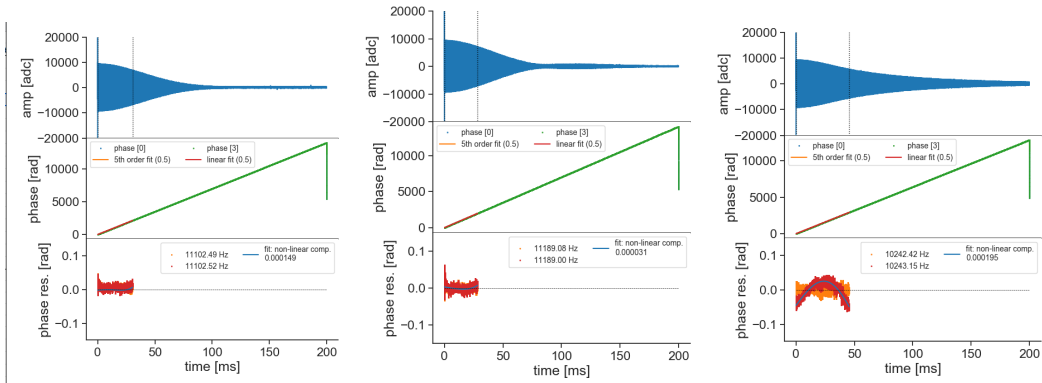 20000
10000
0
−10000
−20000
amp [adc]
phase [0]
phase [3]
5th order fit (0.5)
linear fit (0.5)
10000
5000
0
phase [rad]
11102.49 Hz
11102.52 Hz
fit: non-linear comp.
0.000149
0.1
0.0
−0.1
phase res. [rad]
0
50
100
150
200
time [ms]
20000
10000
0
−10000
−20000
amp [adc]
phase [0]
phase [3]
5th order fit (0.5)
linear fit (0.5)
10000
5000
0
phase [rad]
11189.08 Hz
11189.00 Hz
fit: non-linear comp.
0.000031
0.1
0.0
−0.1
phase res. [rad]
0
50
100
150
200
time [ms]
20000
10000
0
−10000
−20000
amp [adc]
phase [0]
phase [3]
5th order fit (0.5)
linear fit (0.5)
10000
5000
0
phase [rad]
10242.42 Hz
10243.15 Hz
fit: non-linear comp.
0.000195
0.1
0.0
−0.1
phase res. [rad]
0
50
100
150
200
time [ms]